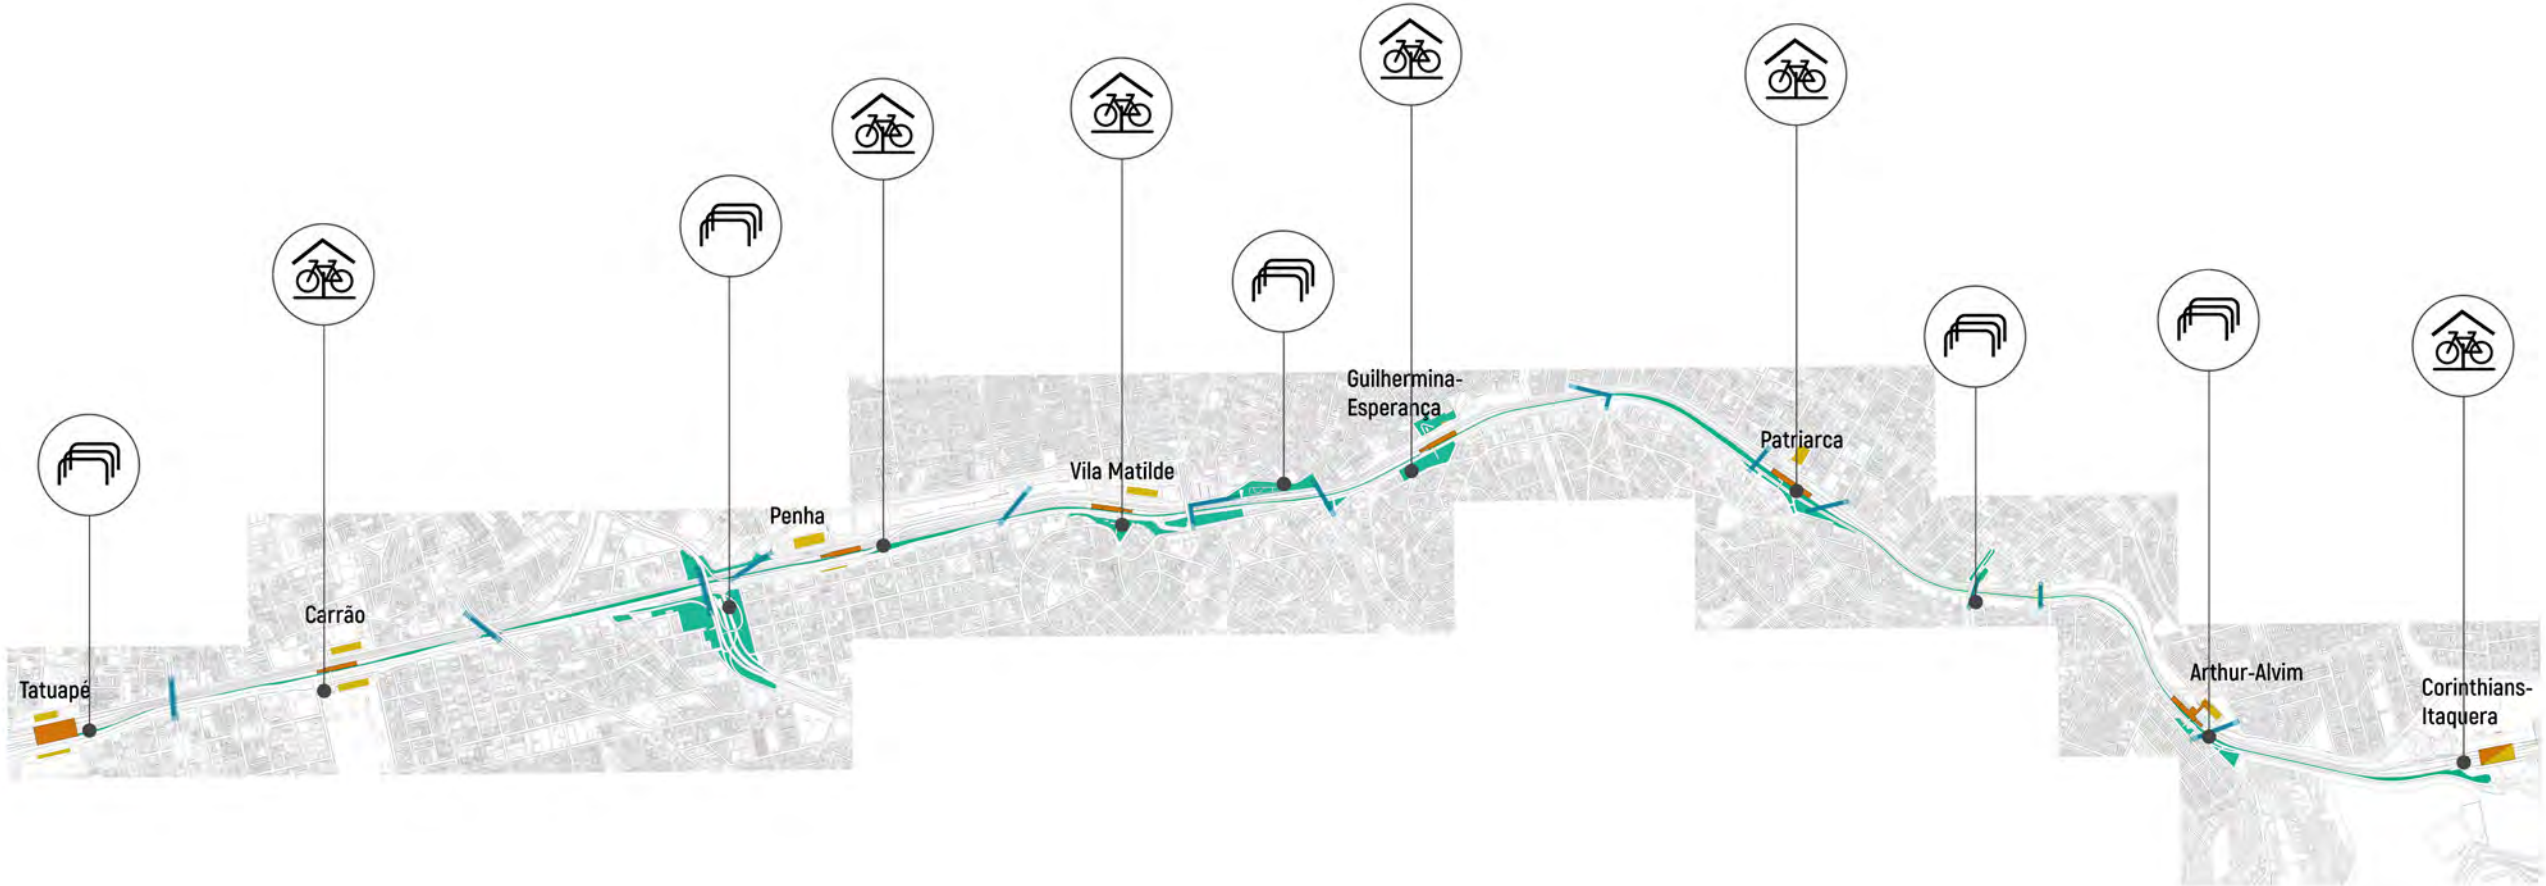 Tatuapé
Carrão
Penha
Vila Matilde
Guilhermina-
Esperança
Patriarca
Arthur-Alvim
Corinthians-
Itaquera